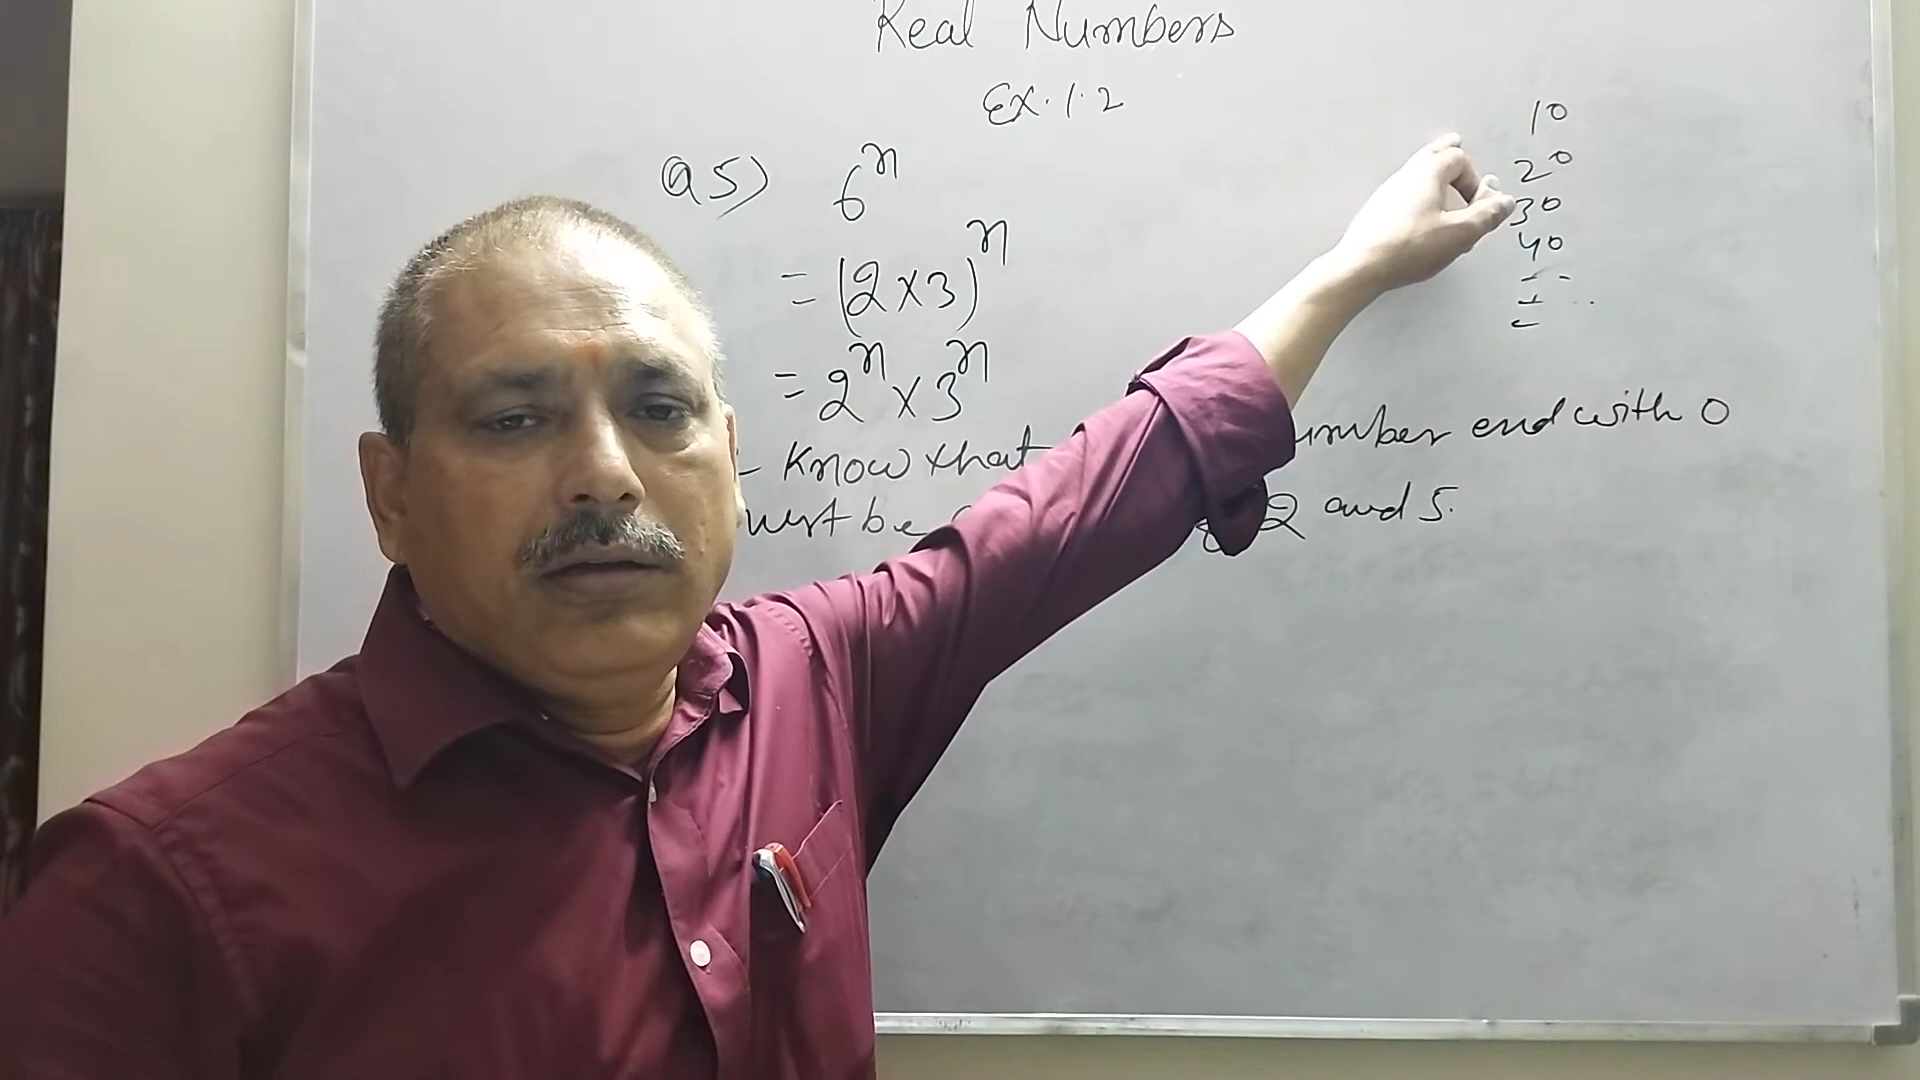 Real Numbers
Ex. 1.2
Q5) 6ⁿ
= (2×3)ⁿ
= 2ⁿ × 3ⁿ
know that umber end with 0
must be 2 and 5.
10
20
30
40